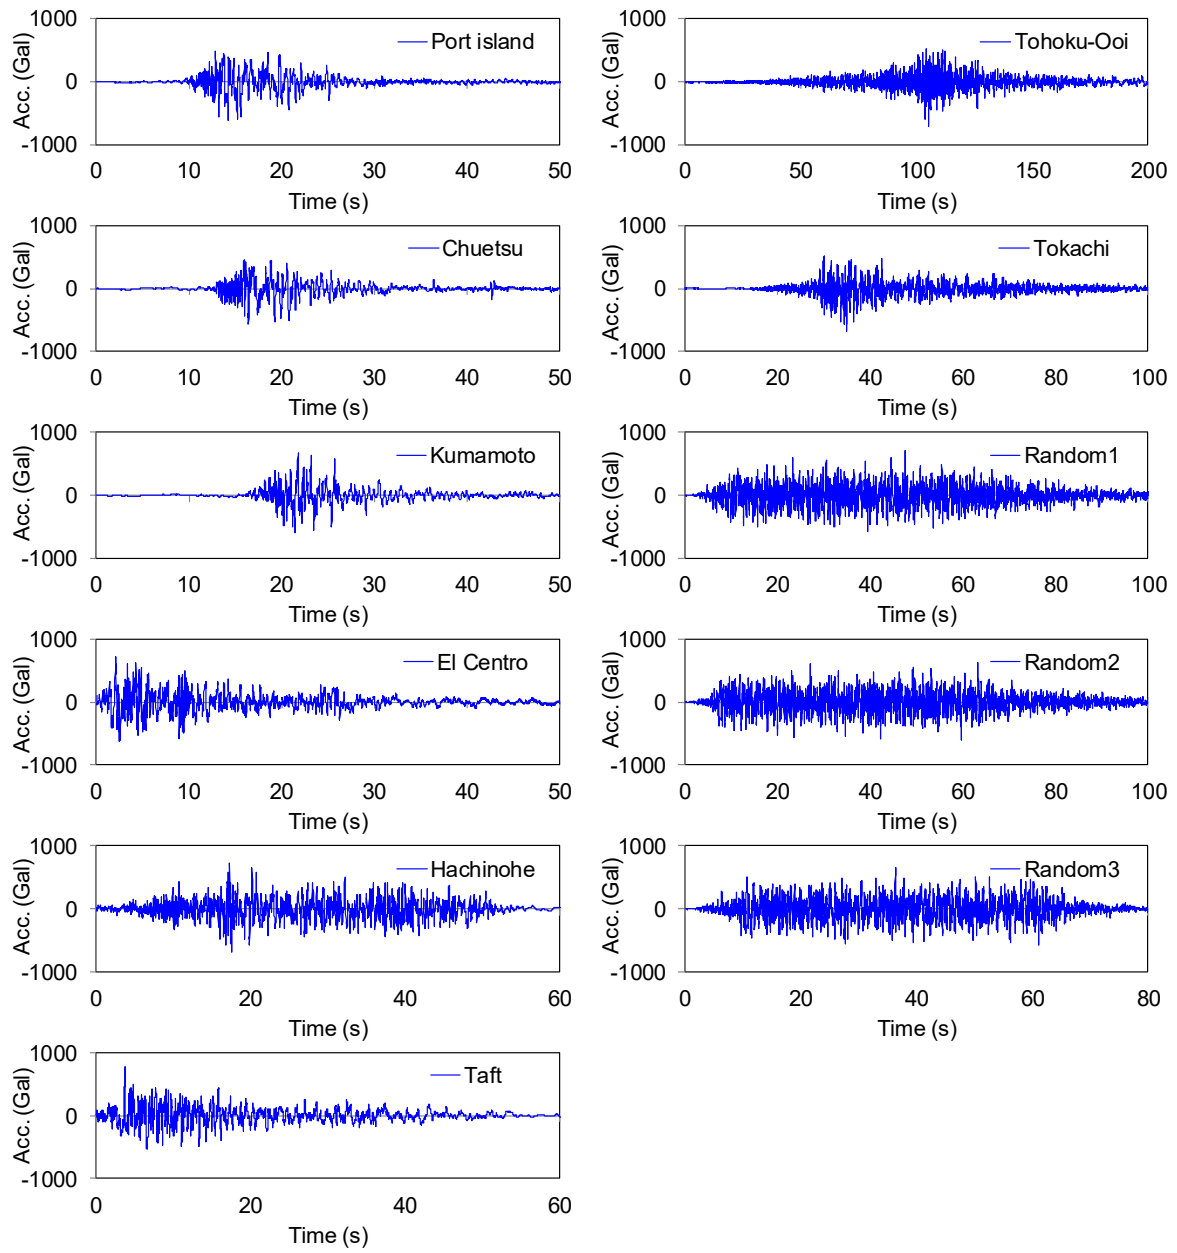 1000
0
-1000
Acc. (Gal)
Port island
0 10 20 30 40 50
Time (s)
1000
0
-1000
Acc. (Gal)
Tohoku-Ooi
0 50 100 150 200
Time (s)
1000
0
-1000
Acc. (Gal)
Chuetsu
0 10 20 30 40 50
Time (s)
1000
0
-1000
Acc. (Gal)
Tokachi
0 20 40 60 80 100
Time (s)
1000
0
-1000
Acc. (Gal)
Kumamoto
0 10 20 30 40 50
Time (s)
1000
0
-1000
Acc. (Gal)
Random1
0 20 40 60 80 100
Time (s)
1000
0
-1000
Acc. (Gal)
El Centro
0 10 20 30 40 50
Time (s)
1000
0
-1000
Acc. (Gal)
Random2
0 20 40 60 80 100
Time (s)
1000
0
-1000
Acc. (Gal)
Hachinohe
0 20 40 60
Time (s)
1000
0
-1000
Acc. (Gal)
Random3
0 20 40 60 80
Time (s)
1000
0
-1000
Acc. (Gal)
Taft
0 20 40 60
Time (s)